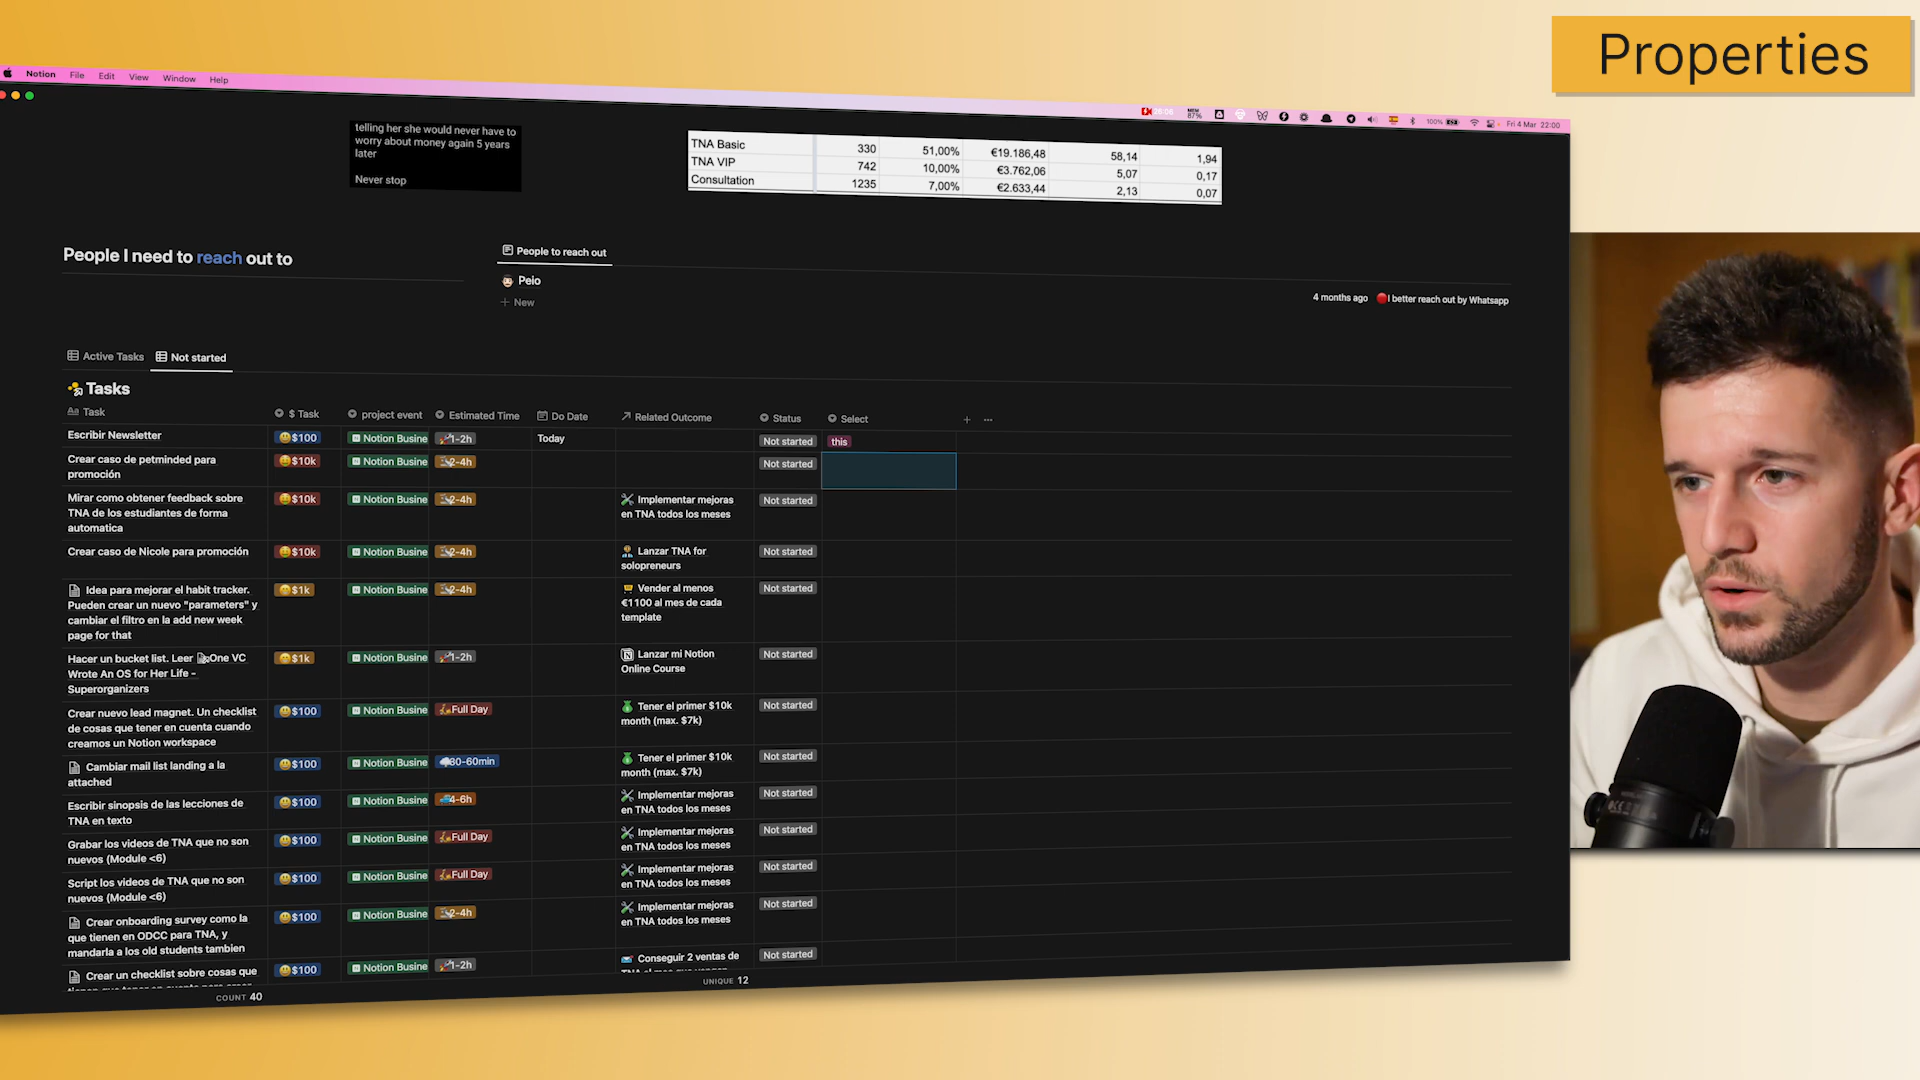 Properties
Notion File Edit View Window Help
MEM 87% 100% Fri 4 Mar 22:00
telling her she would never have to
worry about money again 5 years
later
Never stop
TNA Basic 330 51,00% €19.186,48 58,14 1,94
TNA VIP 742 10,00% €3.762,06 5,07 0,17
Consultation 1235 7,00% €2.633,44 2,13 0,07
People I need to reach out to
People to reach out
Peio
4 months ago I better reach out by Whatsapp
+ New
Active Tasks Not started
Tasks
Aa Task $ Task project event Estimated Time Do Date Related Outcome Status Select + ...
Escribir Newsletter $100 Notion Busine 1-2h Today Not started this
Crear caso de petminded para
promoción
$10k Notion Busine 2-4h Not started
Mirar como obtener feedback sobre
TNA de los estudiantes de forma
automatica
$10k Notion Busine 2-4h
Implementar mejoras
en TNA todos los meses
Not started
Crear caso de Nicole para promoción $10k Notion Busine 2-4h
Lanzar TNA for
solopreneurs
Not started
Idea para mejorar el habit tracker.
Pueden crear un nuevo "parameters" y
cambiar el filtro en la add new week
page for that
$1k Notion Busine 2-4h
Vender al menos
€1100 al mes de cada
template
Not started
Hacer un bucket list. Leer One VC
Wrote An OS for Her Life -
Superorganizers
$1k Notion Busine 1-2h
Lanzar mi Notion
Online Course
Not started
Crear nuevo lead magnet. Un checklist
de cosas que tener en cuenta cuando
creamos un Notion workspace
$100 Notion Busine Full Day
Tener el primer $10k
month (max. $7k)
Not started
Cambiar mail list landing a la
attached
$100 Notion Busine 30-60min
Tener el primer $10k
month (max. $7k)
Not started
Escribir sinopsis de las lecciones de
TNA en texto
$100 Notion Busine 4-6h
Implementar mejoras
en TNA todos los meses
Not started
Grabar los videos de TNA que no son
nuevos (Module <6)
$100 Notion Busine Full Day
Implementar mejoras
en TNA todos los meses
Not started
Script los videos de TNA que no son
nuevos (Module <6)
$100 Notion Busine Full Day
Implementar mejoras
en TNA todos los meses
Not started
Crear onboarding survey como la
que tienen en ODCC para TNA, y
mandarla a los old students tambien
$100 Notion Busine 2-4h
Implementar mejoras
en TNA todos los meses
Not started
Crear un checklist sobre cosas que
$100 Notion Busine 1-2h
Conseguir 2 ventas de
Not started
COUNT 40 UNIQUE 12